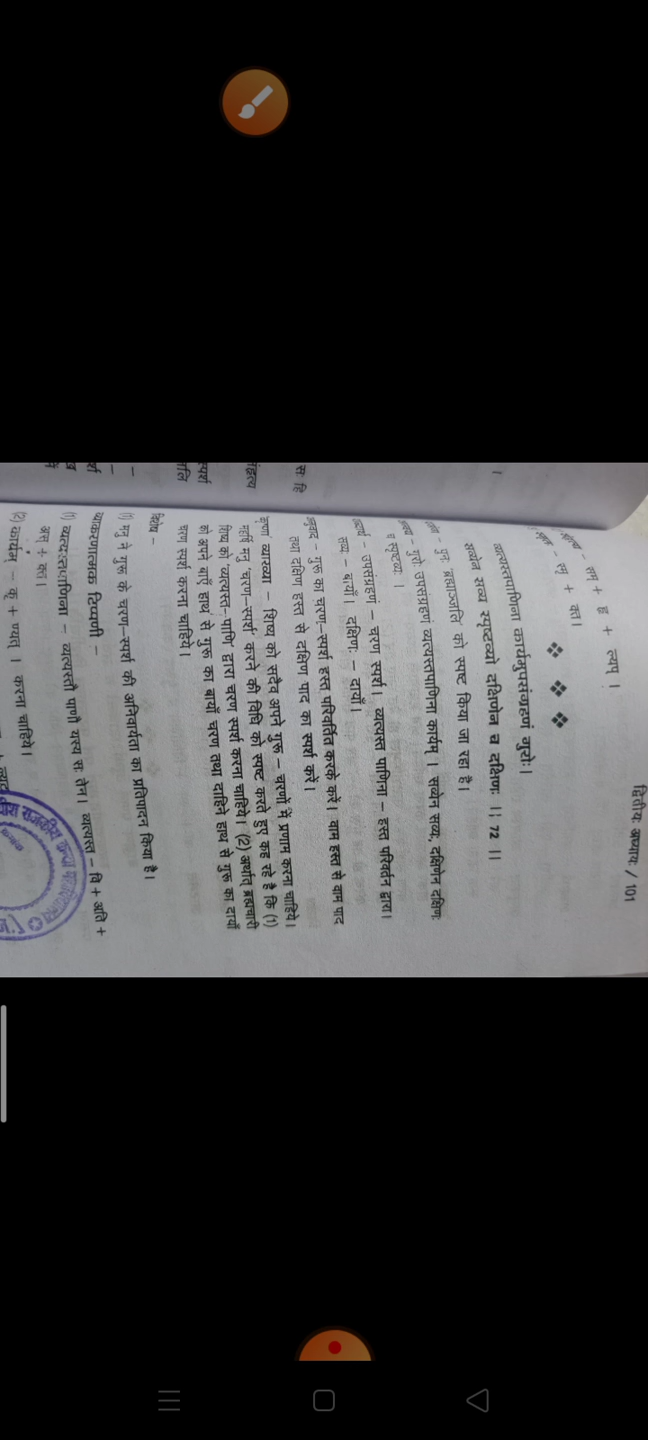 द्वितीयः अध्यायः / 101
सम् + हृ + ल्यप् ।
सृ + क्त।
व्यत्यस्तपाणिना कार्यमुपसंग्रहणं गुरोः।
सव्येन सव्यः स्प्रष्टव्यो दक्षिणेन च दक्षिणः ।। 72 ।।
पुनः ब्रह्माञ्जलि को स्पष्ट किया जा रहा है।
गुरोः उपसंग्रहणं व्यत्यस्तपाणिना कार्यम् । सव्येन सव्यः, दक्षिणेन दक्षिणः
च स्प्रष्टव्यः ।
– उपसंग्रहणं – चरण स्पर्श। व्यत्यस्त पाणिना – हस्त परिवर्तन द्वारा।
सव्यः – बायाँ। दक्षिणः – दायाँ।
अनुवाद – गुरू का चरण–स्पर्श हस्त परिवर्तित करके करें। वाम हस्त से वाम पाद
तथा दक्षिण हस्त से दक्षिण पाद का स्पर्श करें।
व्याख्या – शिष्य को सदैव अपने गुरू – चरणों में प्रणाम करना चाहिये।
महर्षि मनु 'चरण–स्पर्श' करने की विधि को स्पष्ट करते हुए कह रहे है कि (1)
शिष्य को व्यत्यस्त–पाणि द्वारा चरण स्पर्श करना चाहिये। (2) अर्थात् ब्रह्मचारी
को अपने बाएँ हाथ से गुरू का बायाँ चरण तथा दाहिने हाथ से गुरू का दायाँ
चरण स्पर्श करना चाहिये।
विशेष –
(1) मनु ने गुरू के चरण–स्पर्श की अनिवार्यता का प्रतिपादन किया है।
व्याकरणात्मक टिप्पणी –
(1) व्यत्यस्तपाणिना – व्यत्यस्तौ पाणी यस्य सः तेन। व्यत्यस्त – वि + अति +
अस् + क्त।
(2) कार्यम् – कृ + ण्यत् । करना चाहिये।
राजकीय कन्या